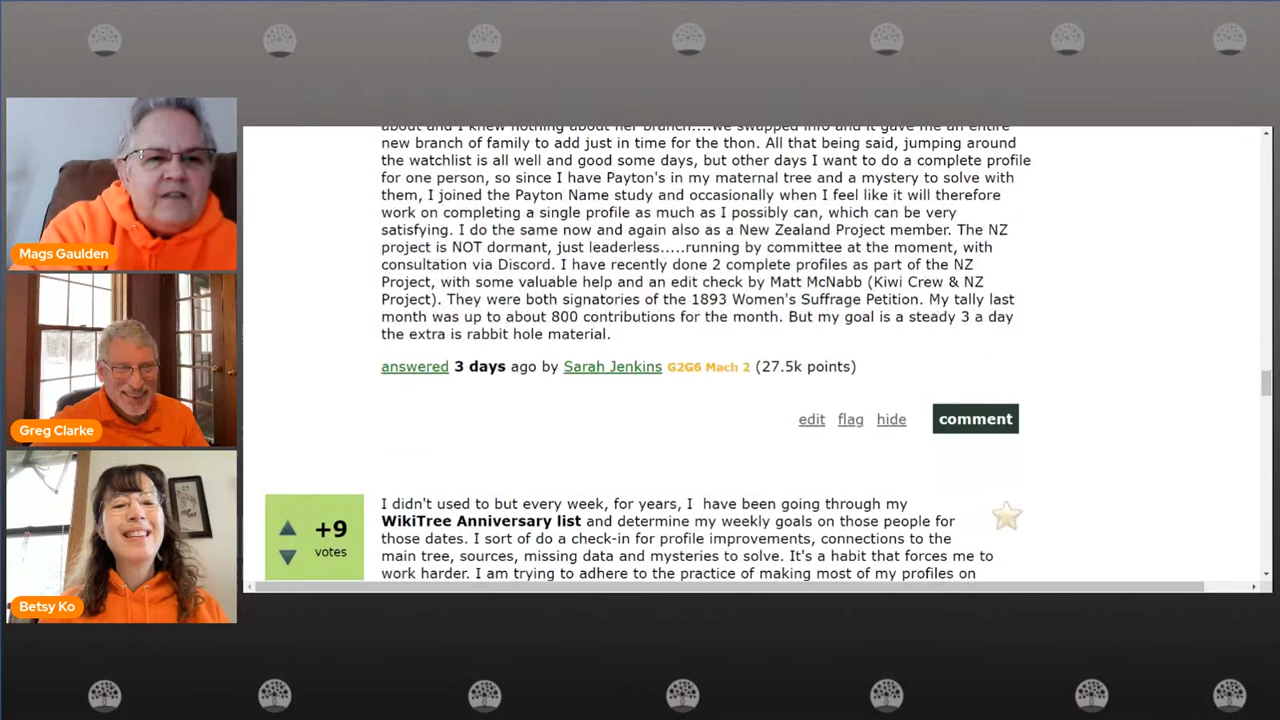 about and I knew nothing about her branch....we swapped info and it gave me an entire
new branch of family to add just in time for the thon. All that being said, jumping around
the watchlist is all well and good some days, but other days I want to do a complete profile
for one person, so since I have Payton's in my maternal tree and a mystery to solve with
them, I joined the Payton Name study and occasionally when I feel like it will therefore
work on completing a single profile as much as I possibly can, which can be very
satisfying. I do the same now and again also as a New Zealand Project member. The NZ
project is NOT dormant, just leaderless.....running by committee at the moment, with
consultation via Discord. I have recently done 2 complete profiles as part of the NZ
Project, with some valuable help and an edit check by Matt McNabb (Kiwi Crew & NZ
Project). They were both signatories of the 1893 Women's Suffrage Petition. My tally last
month was up to about 800 contributions for the month. But my goal is a steady 3 a day
the extra is rabbit hole material.
answered 3 days ago by Sarah Jenkins G2G6 Mach 2 (27.5k points)
edit flag hide comment
+9
votes
I didn't used to but every week, for years, I have been going through my
WikiTree Anniversary list and determine my weekly goals on those people for
those dates. I sort of do a check-in for profile improvements, connections to the
main tree, sources, missing data and mysteries to solve. It's a habit that forces me to
work harder. I am trying to adhere to the practice of making most of my profiles on
Mags Gaulden
Greg Clarke
Betsy Ko